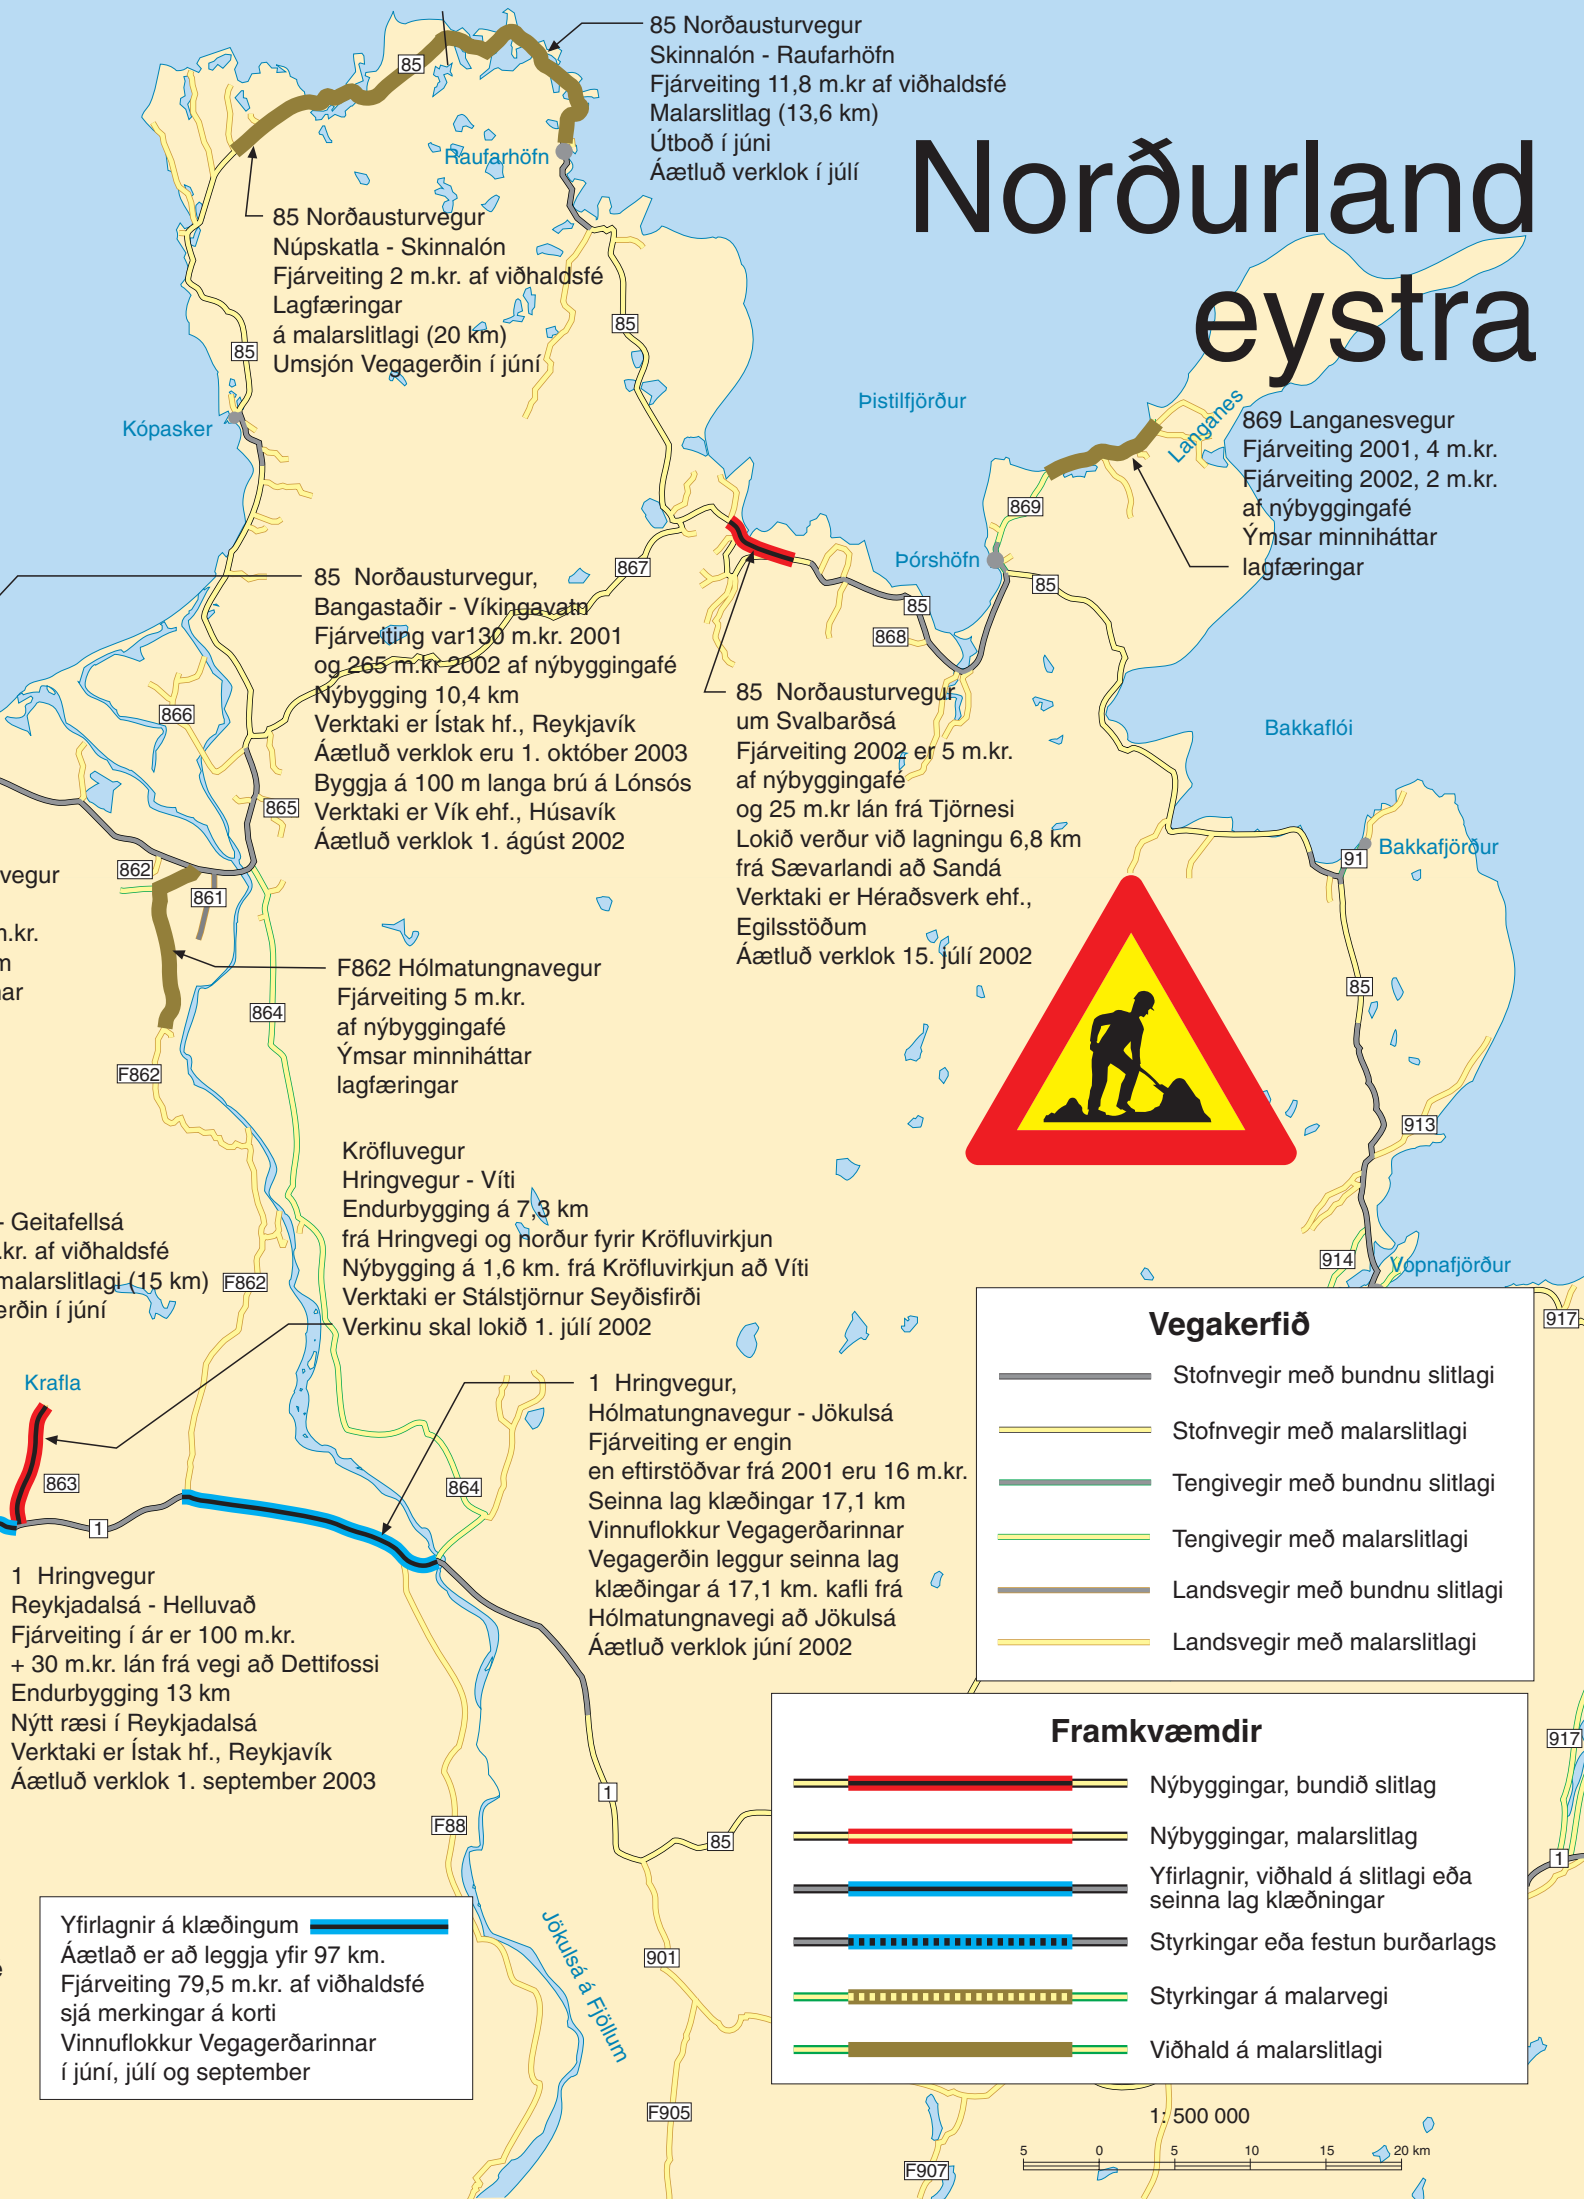 85 Norðausturvegur
Skinnalón - Raufarhöfn
Fjárveiting 11,8 m.kr af viðhaldsfé
Malarslitlag (13,6 km)
Útboð í júni
Áætluð verklok í júlí
Norðurland
eystra
85
Raufarhöfn
85 Norðausturvegur
Núpskatla - Skinnalón
Fjárveiting 2 m.kr. af viðhaldsfé
Lagfæringar
á malarslitlagi (20 km)
Umsjón Vegagerðin í júní
85
85
Kópasker
Þistilfjörður
Langanes
869 Langanesvegur
Fjárveiting 2001, 4 m.kr.
Fjárveiting 2002, 2 m.kr.
af nýbyggingafé
Ýmsar minniháttar
lagfæringar
869
Þórshöfn
867
85
85
868
85  Norðausturvegur,
Bangastaðir - Víkingavatn
Fjárveiting var130 m.kr. 2001
og 265 m.kr 2002 af nýbyggingafé
Nýbygging 10,4 km
Verktaki er Ístak hf., Reykjavík
Áætluð verklok eru 1. október 2003
Byggja á 100 m langa brú á Lónsós
Verktaki er Vík ehf., Húsavík
Áætluð verklok 1. ágúst 2002
85  Norðausturvegur
um Svalbarðsá
Fjárveiting 2002 er 5 m.kr.
af nýbyggingafé
og 25 m.kr lán frá Tjörnesi
Lokið verður við lagningu 6,8 km
frá Sævarlandi að Sandá
Verktaki er Héraðsverk ehf.,
Egilsstöðum
Áætluð verklok 15. júlí 2002
Bakkaflói
866
865
862
861
91
Bakkafjörður
vegur
m.kr.
m
ar
F862 Hólmatungnavegur
Fjárveiting 5 m.kr.
af nýbyggingafé
Ýmsar minniháttar
lagfæringar
85
864
F862
913
Kröfluvegur
Hringvegur - Víti
Endurbygging á 7,3 km
frá Hringvegi og norður fyrir Kröfluvirkjun
Nýbygging á 1,6 km. frá Kröfluvirkjun að Víti
Verktaki er Stálstjörnur Seyðisfirði
Verkinu skal lokið 1. júlí 2002
- Geitafellsá
.kr. af viðhaldsfé
malarslitlagi (15 km)
erðin í júní
F862
914
Vopnafjörður
917
Krafla
863
1
864
1  Hringvegur,
Hólmatungnavegur - Jökulsá
Fjárveiting er engin
en eftirstöðvar frá 2001 eru 16 m.kr.
Seinna lag klæðingar 17,1 km
Vinnuflokkur Vegagerðarinnar
Vegagerðin leggur seinna lag
klæðingar á 17,1 km. kafli frá
Hólmatungnavegi að Jökulsá
Áætluð verklok júní 2002
Vegakerfið
Stofnvegir með bundnu slitlagi
Stofnvegir með malarslitlagi
Tengivegir með bundnu slitlagi
Tengivegir með malarslitlagi
Landsvegir með bundnu slitlagi
Landsvegir með malarslitlagi
1  Hringvegur
Reykjadalsá - Helluvað
Fjárveiting í ár er 100 m.kr.
+ 30 m.kr. lán frá vegi að Dettifossi
Endurbygging 13 km
Nýtt ræsi í Reykjadalsá
Verktaki er Ístak hf., Reykjavík
Áætluð verklok 1. september 2003
Framkvæmdir
Nýbyggingar, bundið slitlag
Nýbyggingar, malarslitlag
Yfirlagnir, viðhald á slitlagi eða
seinna lag klæðningar
Styrkingar eða festun burðarlags
Styrkingar á malarvegi
Viðhald á malarslitlagi
917
1
1
F88
85
Yfirlagnir á klæðingum
Áætlað er að leggja yfir 97 km.
Fjárveiting 79,5 m.kr. af viðhaldsfé
sjá merkingar á korti
Vinnuflokkur Vegagerðarinnar
í júní, júlí og september
Jökulsá á Fjöllum
901
F905
F907
1: 500 000
5 0 5 10 15 20 km